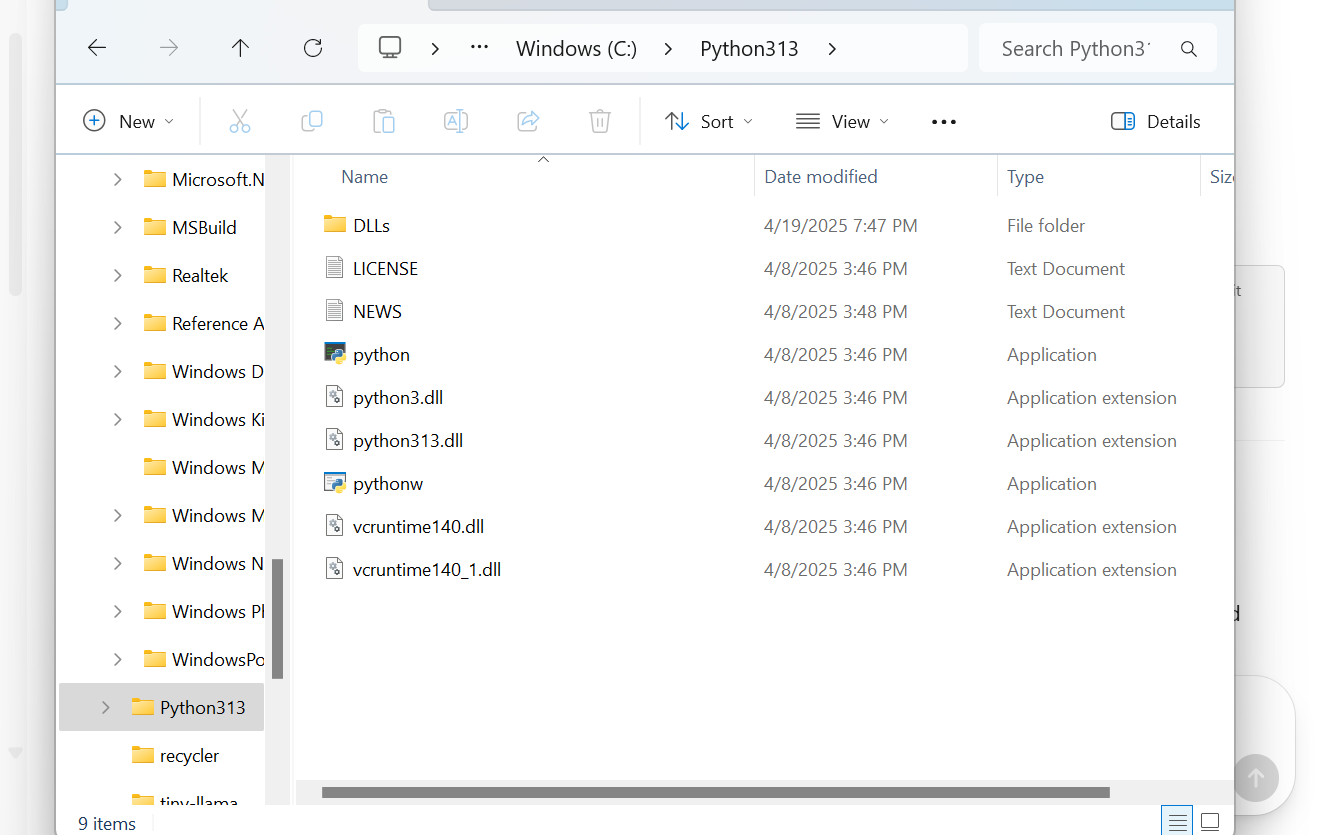 Windows (C:) Python313
Search Python31
New
Sort
View
Details
Name Date modified Type Siz
Microsoft.N
MSBuild
Realtek
Reference A
Windows D
Windows Ki
Windows M
Windows M
Windows N
Windows Pl
WindowsPo
Python313
recycler
tiny-llama
DLLs 4/19/2025 7:47 PM File folder
LICENSE 4/8/2025 3:46 PM Text Document
NEWS 4/8/2025 3:48 PM Text Document
python 4/8/2025 3:46 PM Application
python3.dll 4/8/2025 3:46 PM Application extension
python313.dll 4/8/2025 3:46 PM Application extension
pythonw 4/8/2025 3:46 PM Application
vcruntime140.dll 4/8/2025 3:46 PM Application extension
vcruntime140_1.dll 4/8/2025 3:46 PM Application extension
9 items